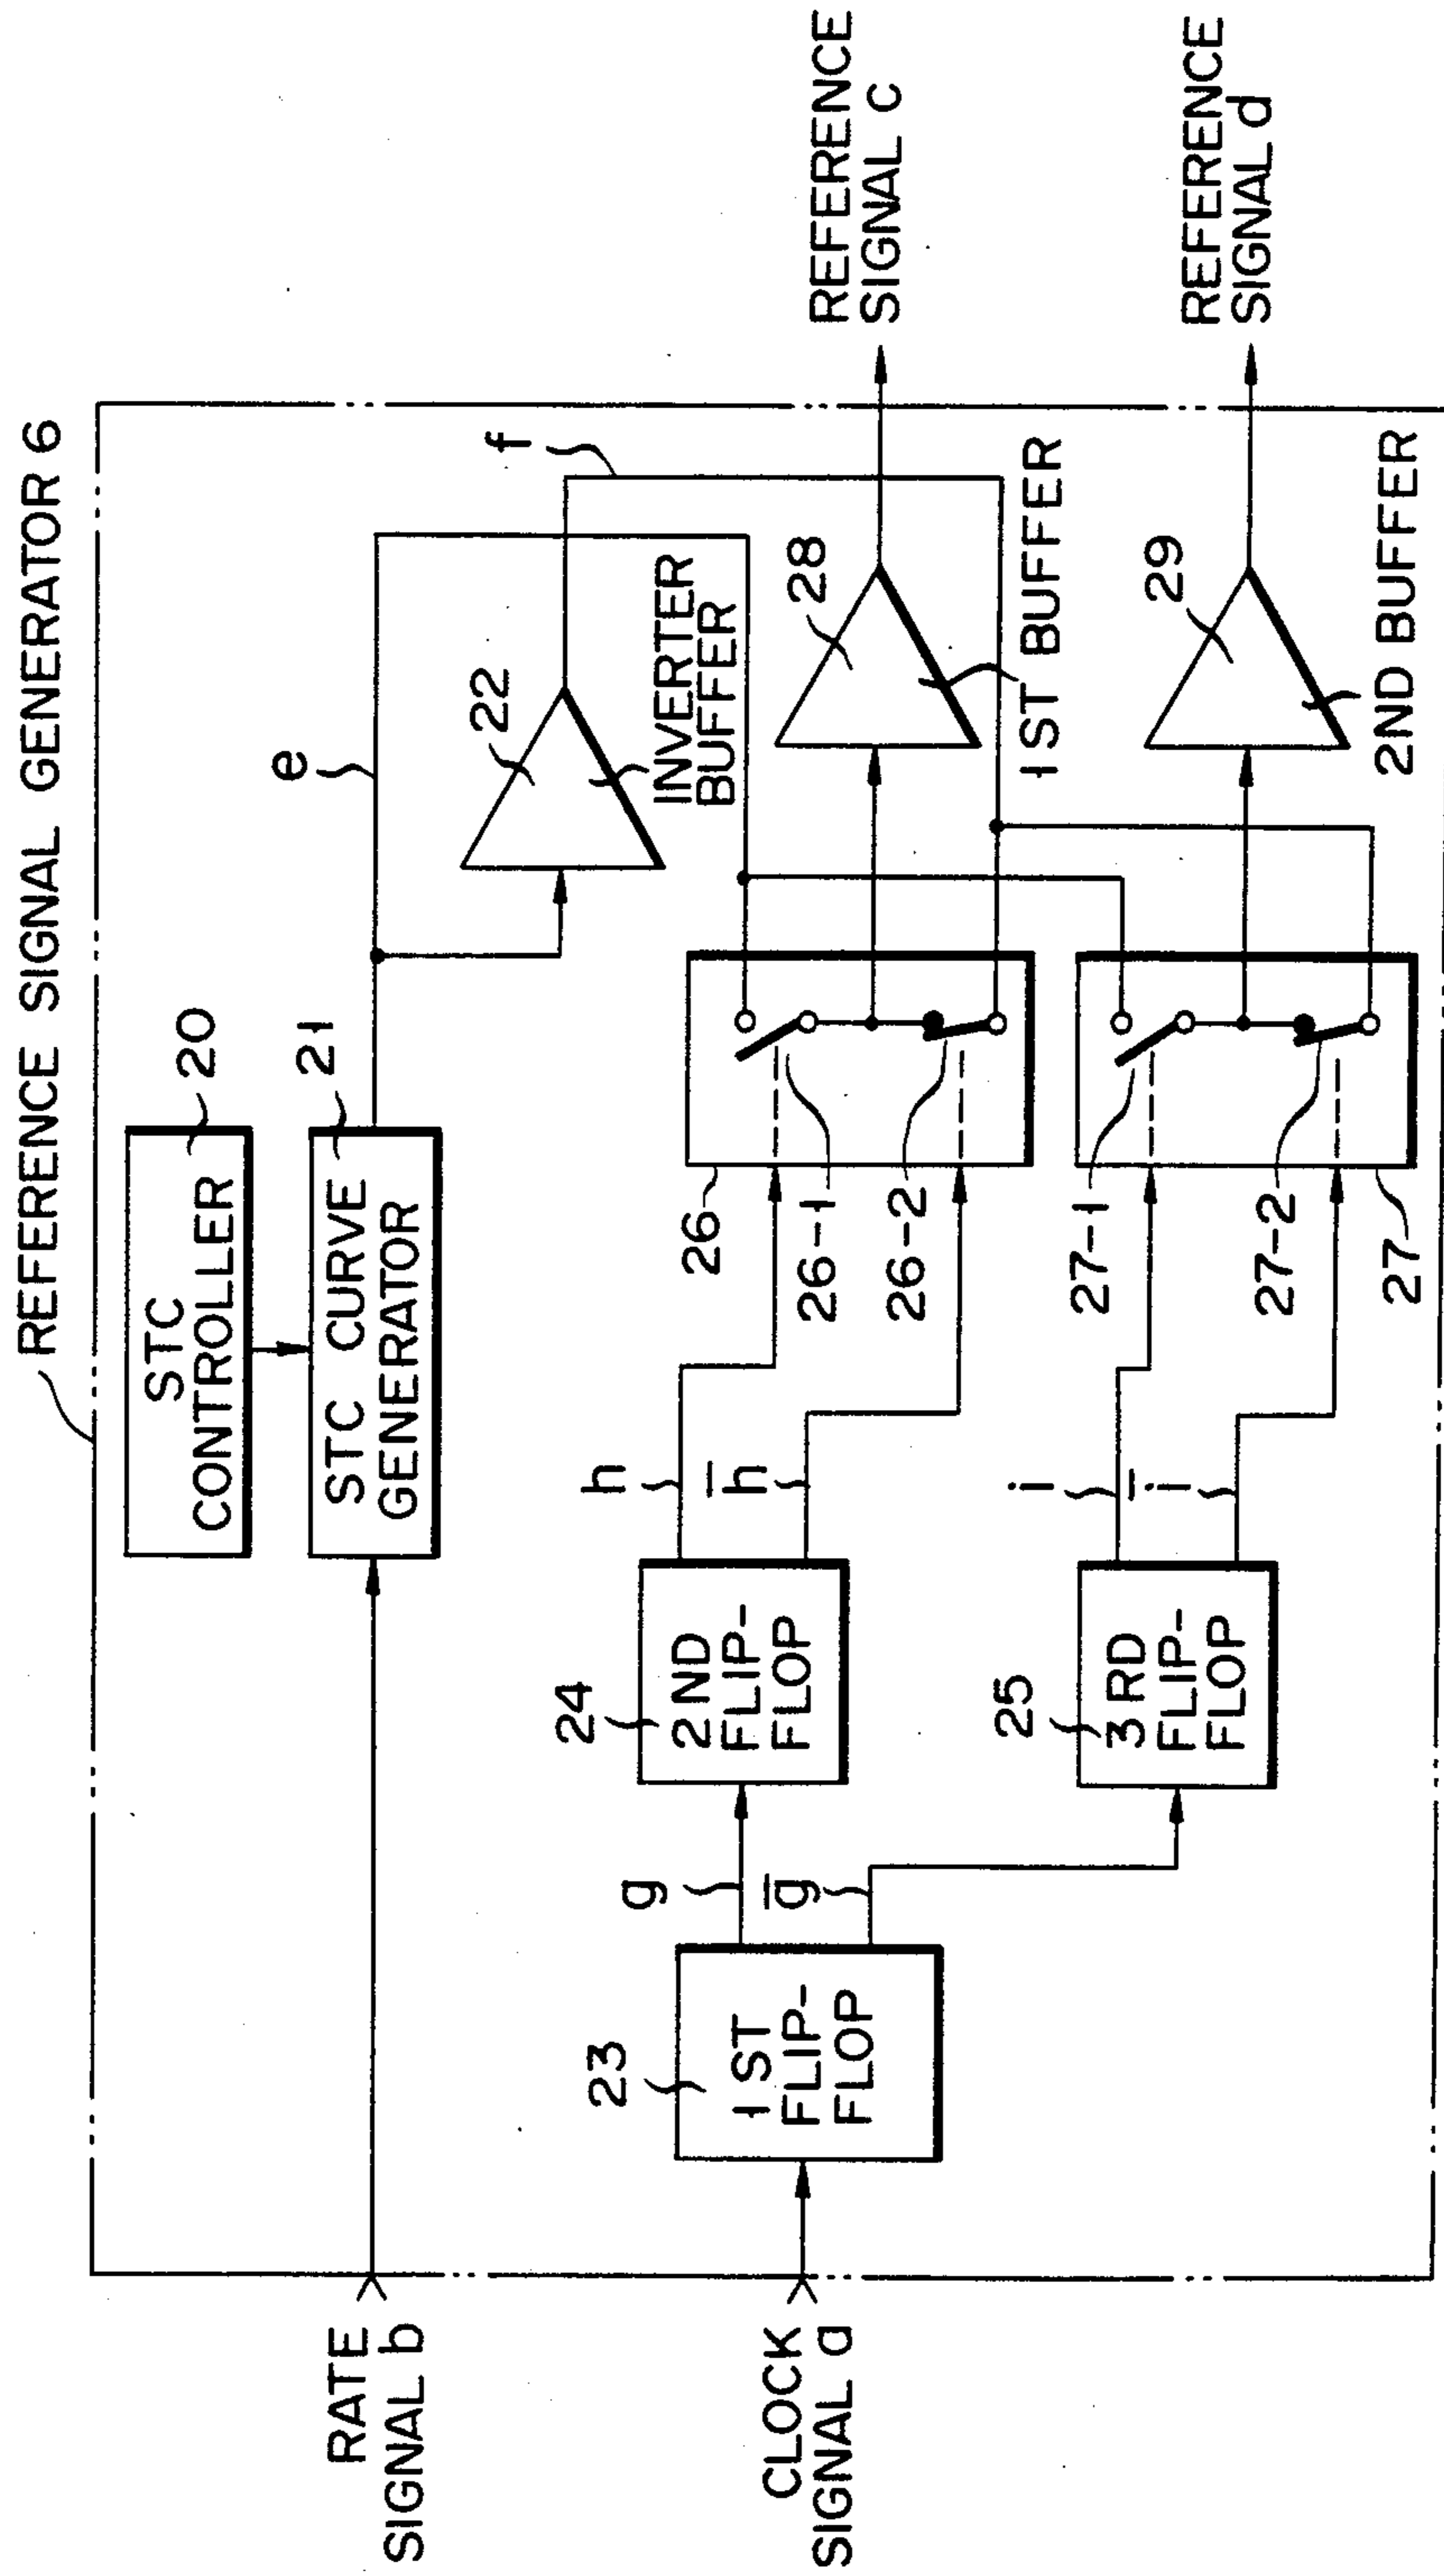 REFERENCE SIGNAL GENERATOR 6
STC
CONTROLLER
20
STC CURVE
GENERATOR
21
e
22
INVERTER
BUFFER
f
RATE
SIGNAL b
CLOCK
SIGNAL a
23
1ST
FLIP-
FLOP
g
g̅
24
2ND
FLIP-
FLOP
h
h̅
25
3RD
FLIP-
FLOP
i
i̅
26
26-1
26-2
27-1
27-2
27
28
1ST BUFFER
29
2ND BUFFER
REFERENCE
SIGNAL c
REFERENCE
SIGNAL d